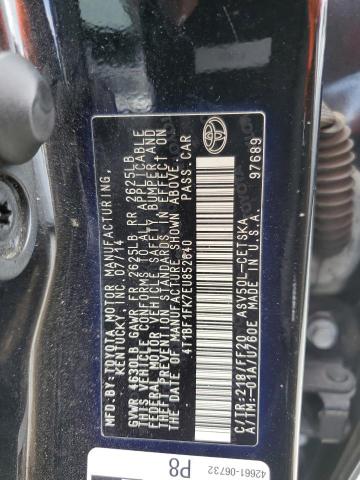 MFD. BY: TOYOTA MOTOR MANUFACTURING,
KENTUCKY, INC. 07/14
GVWR 4630LB GAWR FR 2625LB RR 2625LB
THIS VEHICLE CONFORMS TO ALL APPLICABLE
FEDERAL MOTOR VEHICLE SAFETY, BUMPER, AND
THEFT PREVENTION STANDARDS IN EFFECT ON
THE DATE OF MANUFACTURE SHOWN ABOVE.
4T1BF1FK7EU852640 PASS.CAR
C/TR:218/FF20 ASV50L-CETSKA
A/TM:-01A/U760E MADE IN U.S.A.
97689
TOYOTA
42661-06732
P8